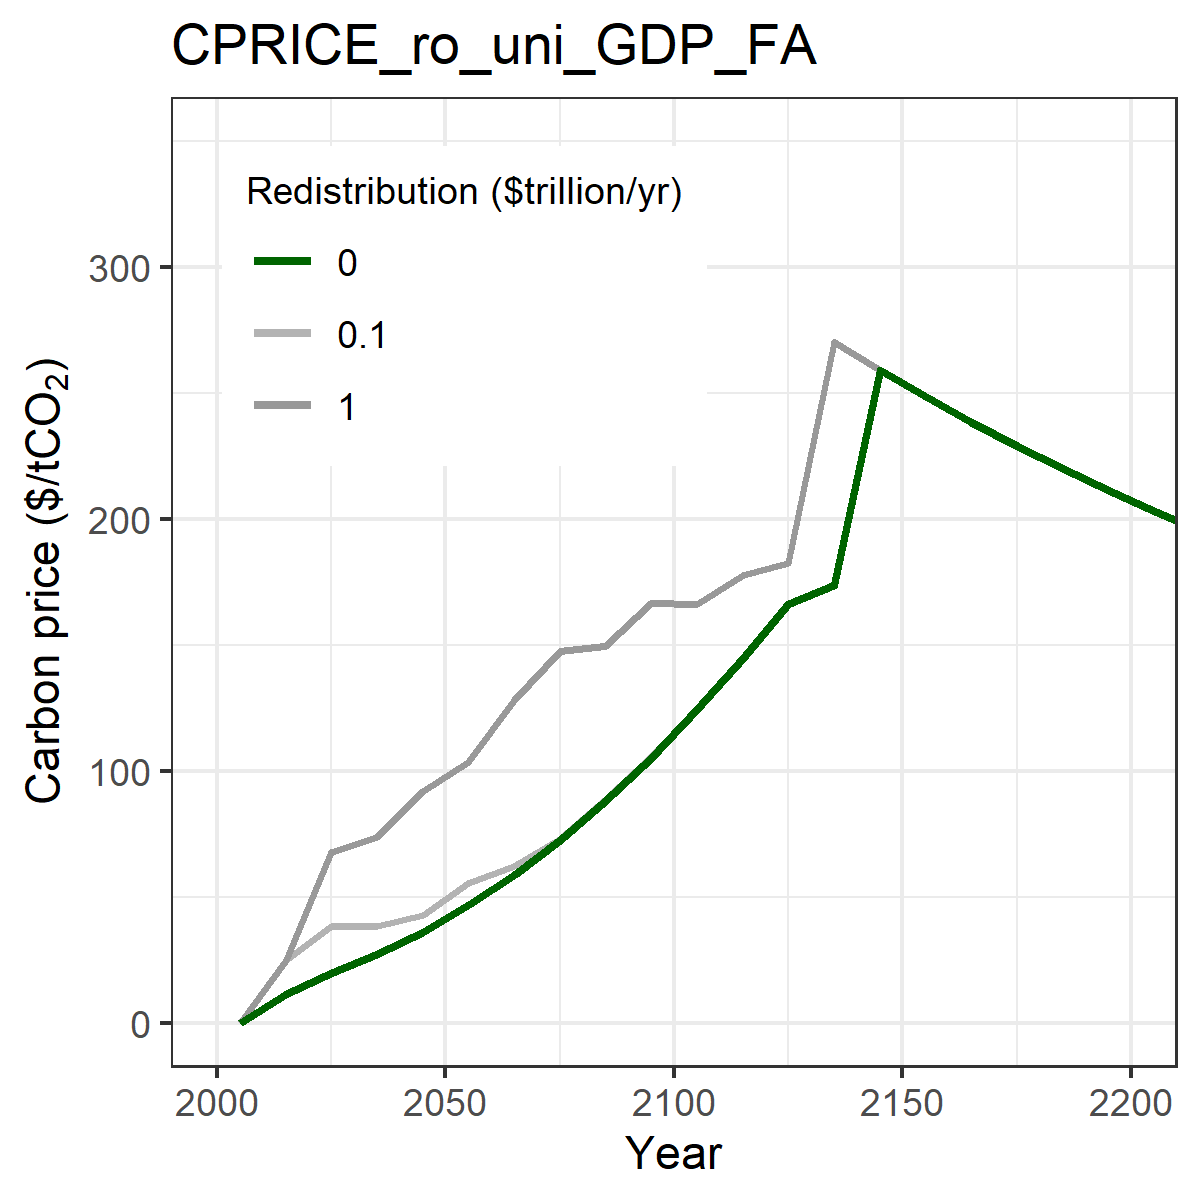 CPRICE_ro_uni_GDP_FA
Redistribution ($trillion/yr)
0
0.1
1
Carbon price ($/tCO₂)
300
200
100
0
2000 2050 2100 2150 2200
Year